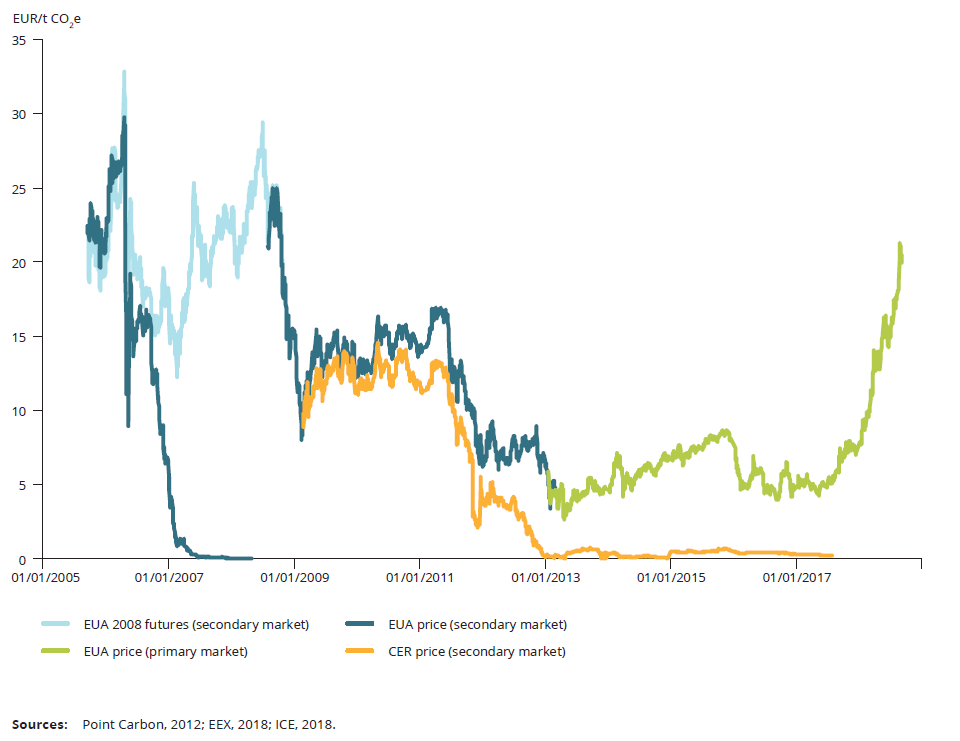 EUR/t CO2e
35
30
25
20
15
10
5
0
01/01/2005 01/01/2007 01/01/2009 01/01/2011 01/01/2013 01/01/2015 01/01/2017
EUA 2008 futures (secondary market) EUA price (secondary market)
EUA price (primary market) CER price (secondary market)
Sources: Point Carbon, 2012; EEX, 2018; ICE, 2018.